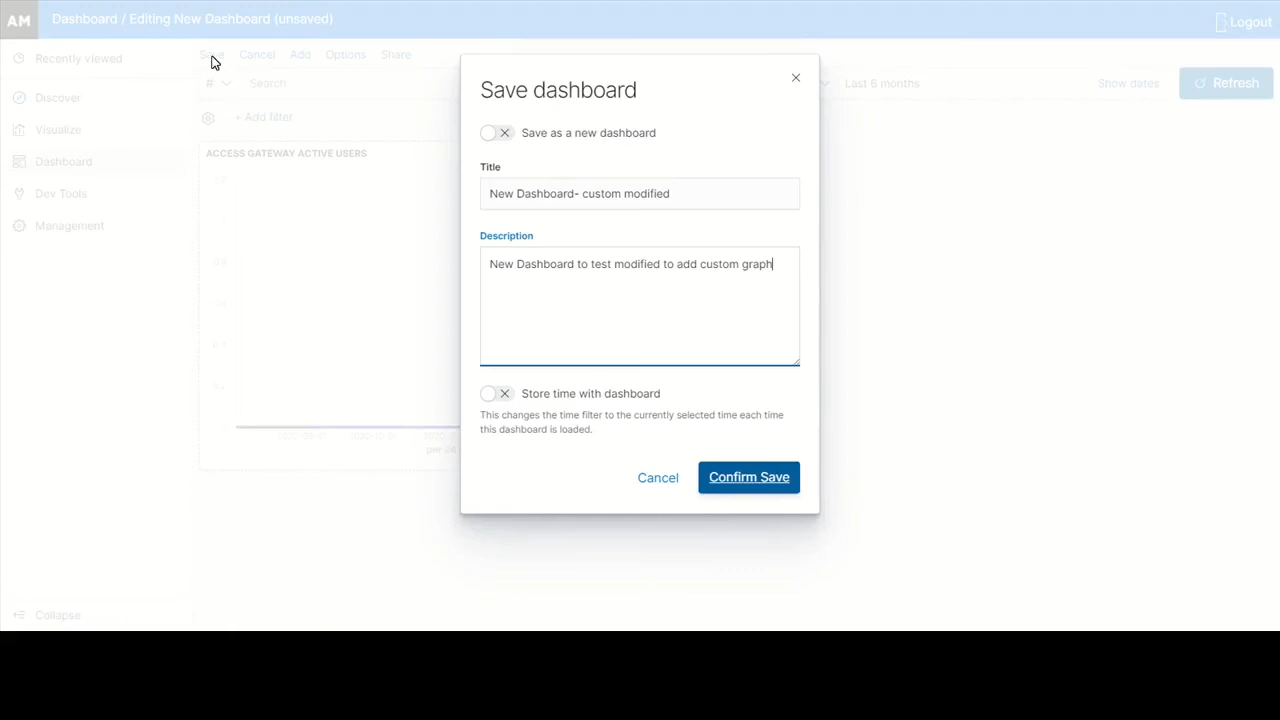 AM
Dashboard / Editing New Dashboard (unsaved)
Logout
Recently viewed
Discover
Visualize
Dashboard
Dev Tools
Management
Collapse
Save Cancel Add Options Share
Search
Last 6 months
Show dates
Refresh
+ Add filter
ACCESS GATEWAY ACTIVE USERS
per 24
Save dashboard
Save as a new dashboard
Title
New Dashboard- custom modified
Description
New Dashboard to test modified to add custom graph
Store time with dashboard
This changes the time filter to the currently selected time each time
this dashboard is loaded.
Cancel
Confirm Save